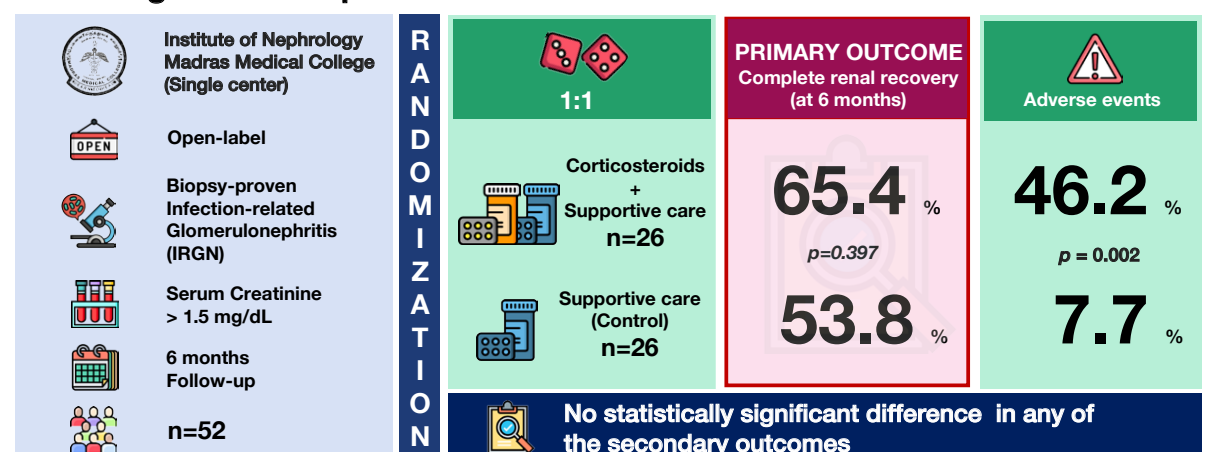 Institute of Nephrology
Madras Medical College
(Single center)
OPEN
Open-label
Biopsy-proven
Infection-related
Glomerulonephritis
(IRGN)
Serum Creatinine
> 1.5 mg/dL
6 months
Follow-up
n=52
RANDOMIZATION
1:1
Corticosteroids
+
Supportive care
n=26
Supportive care
(Control)
n=26
PRIMARY OUTCOME
Complete renal recovery
(at 6 months)
65.4 %
p=0.397
53.8 %
Adverse events
46.2 %
p = 0.002
7.7 %
No statistically significant difference in any of
the secondary outcomes